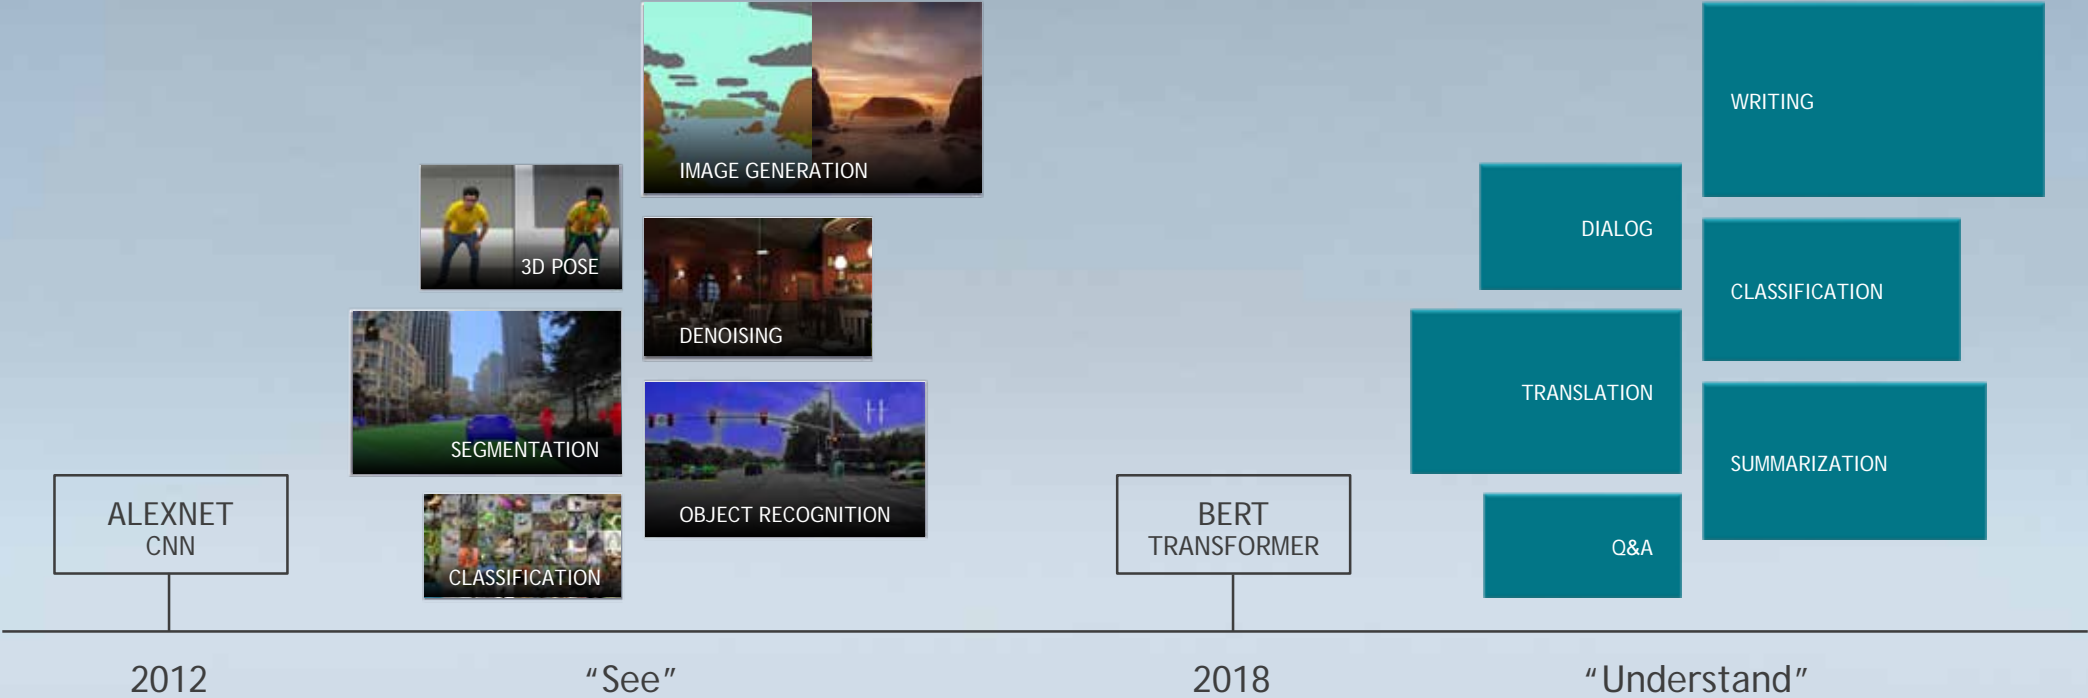 ALEXNET
CNN
3D POSE
SEGMENTATION
CLASSIFICATION
IMAGE GENERATION
DENOISING
OBJECT RECOGNITION
BERT
TRANSFORMER
DIALOG
TRANSLATION
Q&A
WRITING
CLASSIFICATION
SUMMARIZATION
2012
“See”
2018
“Understand”